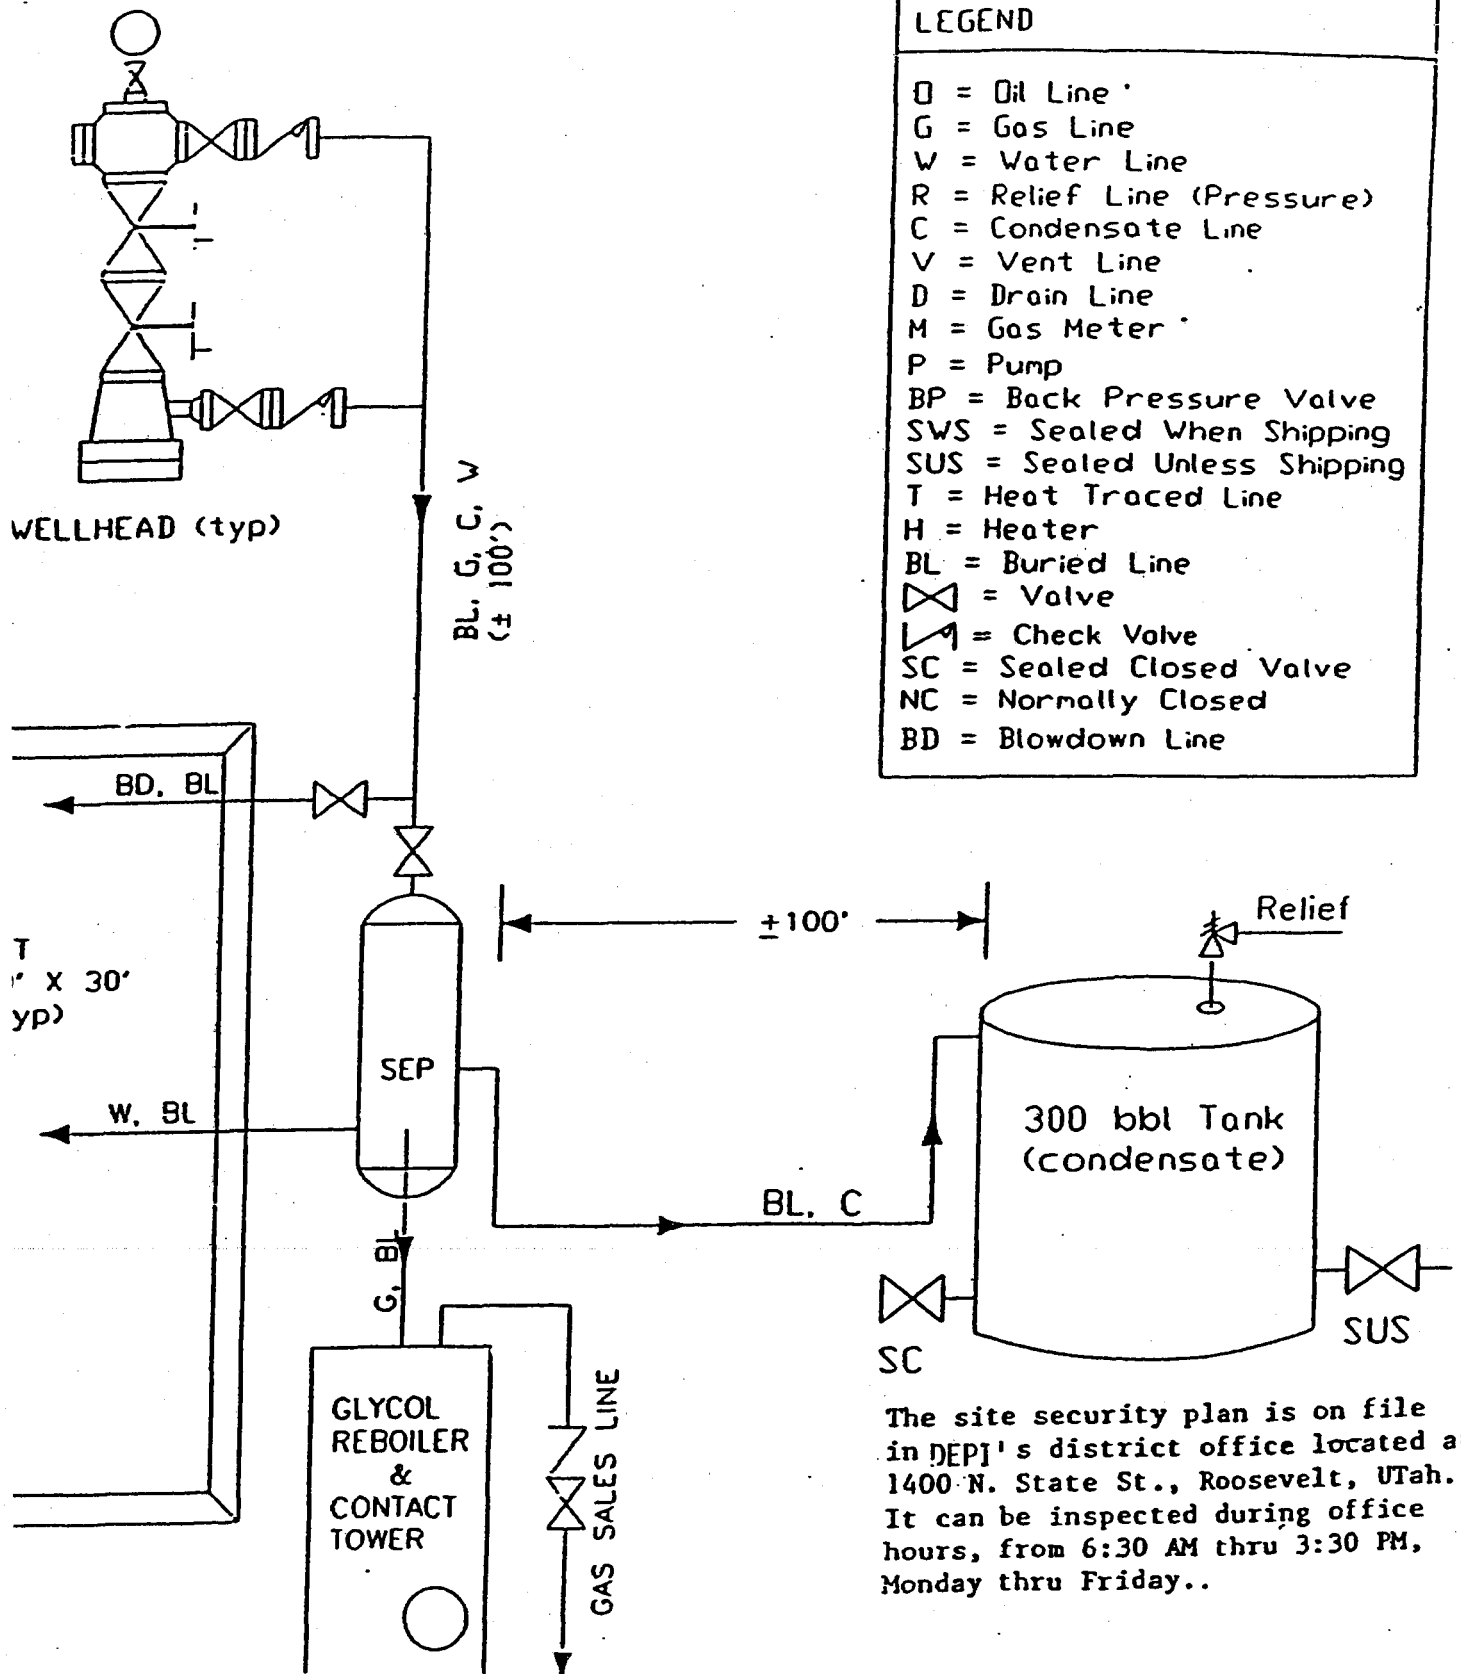 LEGEND
O = Oil Line
G = Gas Line
W = Water Line
R = Relief Line (Pressure)
C = Condensate Line
V = Vent Line
D = Drain Line
M = Gas Meter
P = Pump
BP = Back Pressure Valve
SWS = Sealed When Shipping
SUS = Sealed Unless Shipping
T = Heat Traced Line
H = Heater
BL = Buried Line
= Valve
= Check Valve
SC = Sealed Closed Valve
NC = Normally Closed
BD = Blowdown Line
WELLHEAD (typ)
BL, G, C, W
(± 100')
BD, BL
T
' X 30'
yp)
SEP
W, BL
G, BL
±100'
Relief
300 bbl Tank
(condensate)
BL, C
SC
SUS
GLYCOL
REBOILER
&
CONTACT
TOWER
GAS SALES LINE
The site security plan is on file
in DEPI's district office located a
1400 N. State St., Roosevelt, UTah.
It can be inspected during office
hours, from 6:30 AM thru 3:30 PM,
Monday thru Friday..